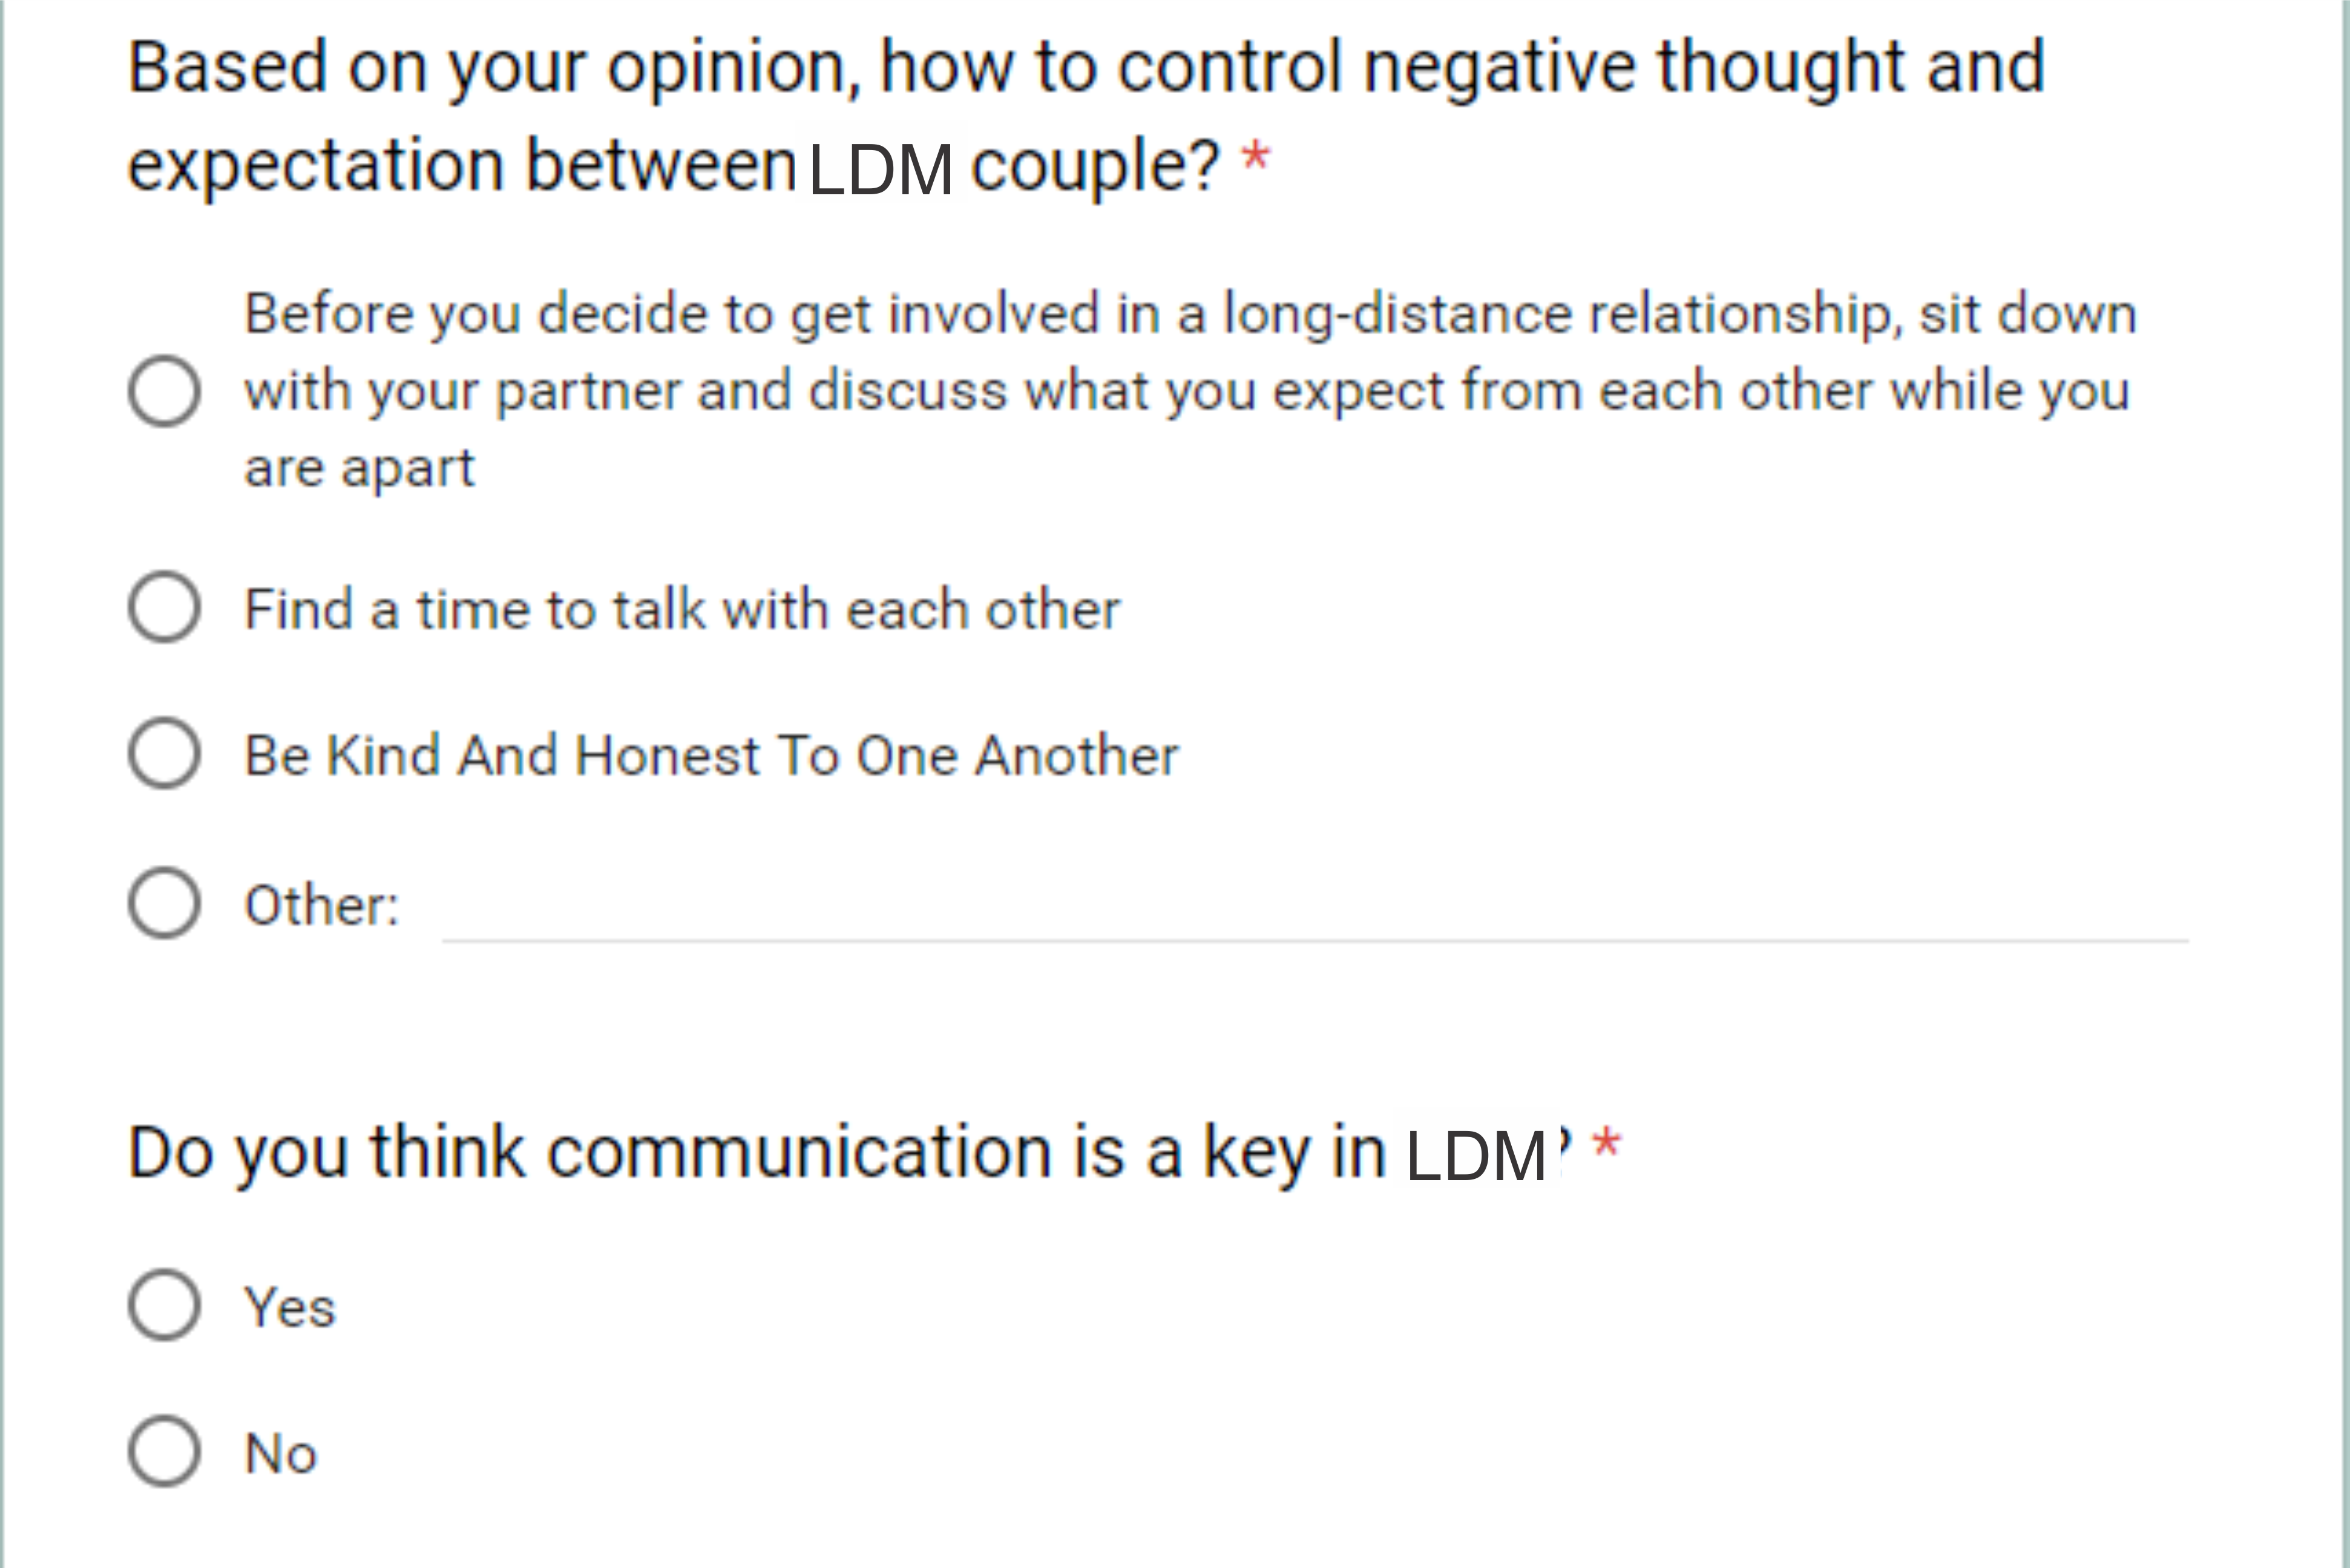 Based on your opinion, how to control negative thought and
expectation between LDM couple? *
Before you decide to get involved in a long-distance relationship, sit down
with your partner and discuss what you expect from each other while you
are apart
Find a time to talk with each other
Be Kind And Honest To One Another
Other:
Do you think communication is a key in LDM? *
Yes
No